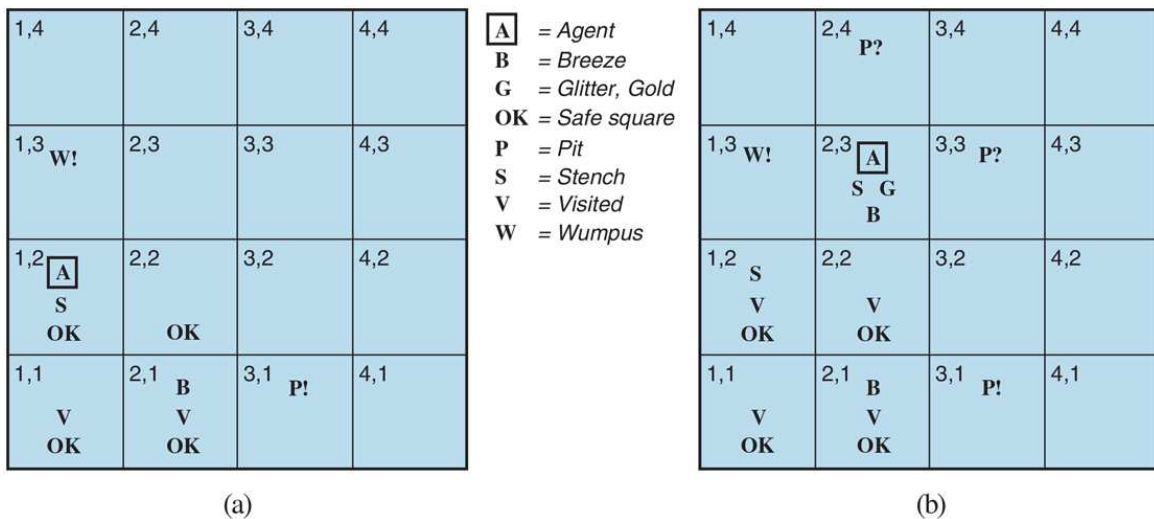 1,4 2,4 3,4 4,4
1,3 W! 2,3 3,3 4,3
1,2 A 2,2 3,2 4,2
S
OK OK
1,1 2,1 B 3,1 P! 4,1
V V
OK OK
(a)
A = Agent
B = Breeze
G = Glitter, Gold
OK = Safe square
P = Pit
S = Stench
V = Visited
W = Wumpus
1,4 2,4 P? 3,4 4,4
1,3 W! 2,3 A 3,3 P? 4,3
S G
B
1,2 S 2,2 3,2 4,2
V V
OK OK
1,1 2,1 B 3,1 P! 4,1
V V
OK OK
(b)